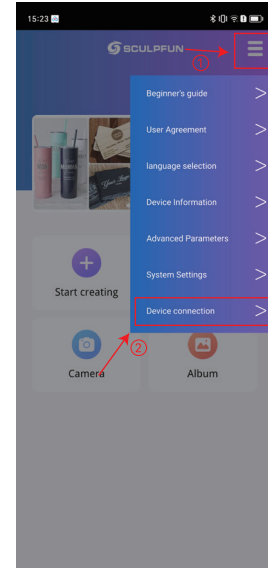 15:23
SCULPFUN
①
Beginner's guide
User Agreement
language selection
Device Information
Advanced Parameters
System Settings
Device connection
Start creating
②
Camera
Album